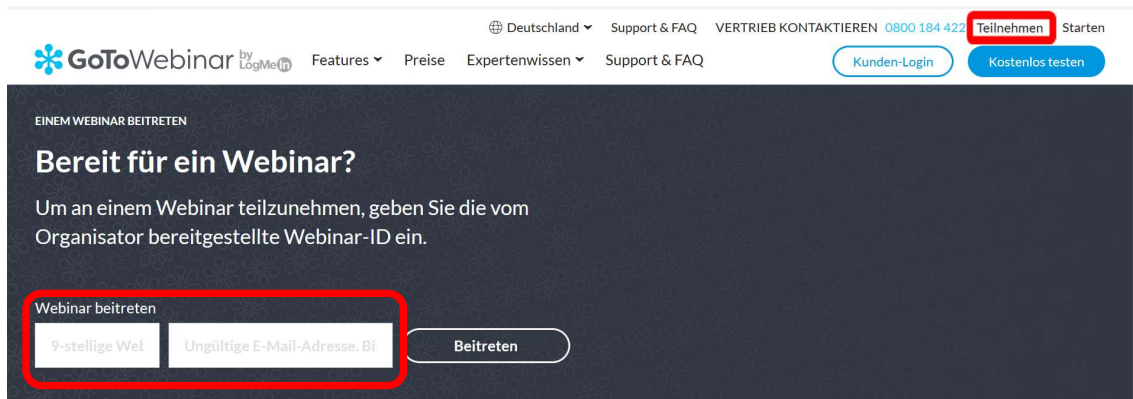 Deutschland Support & FAQ VERTRIEB KONTAKTIEREN 0800 184 422 Teilnehmen Starten
GoToWebinar by LogMeIn Features Preise Expertenwissen Support & FAQ Kunden-Login Kostenlos testen
EINEM WEBINAR BEITRETEN
Bereit für ein Webinar?
Um an einem Webinar teilzunehmen, geben Sie die vom
Organisator bereitgestellte Webinar-ID ein.
Webinar beitreten
9-stellige Web Ungültige E-Mail-Adresse. Bi Beitreten